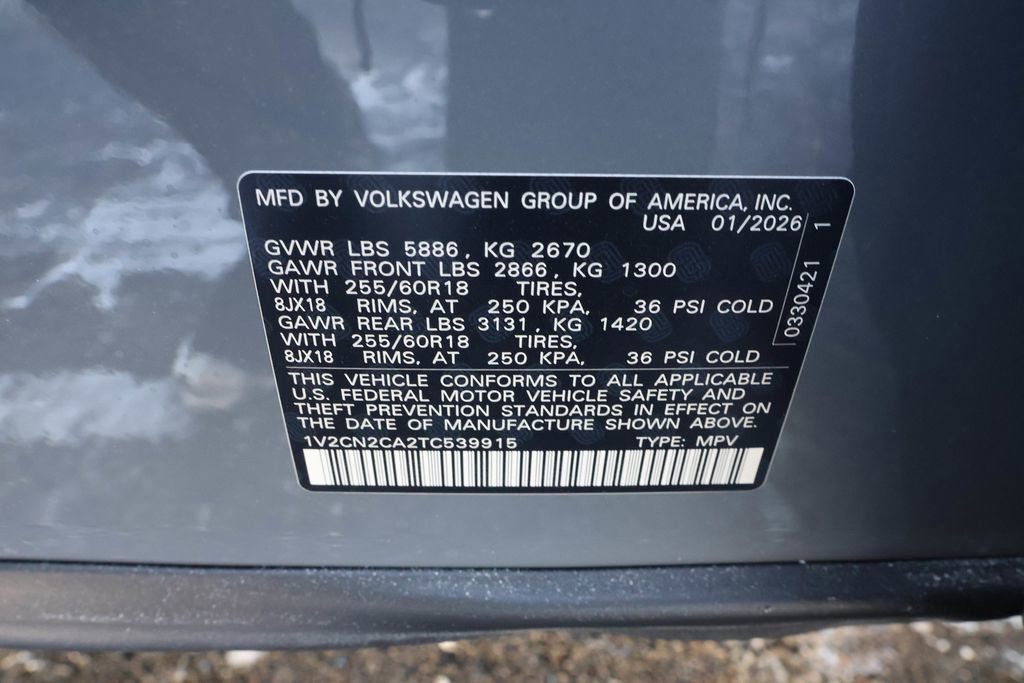 MFD BY VOLKSWAGEN GROUP OF AMERICA, INC.
USA 01/2026
GVWR LBS 5886, KG 2670
GAWR FRONT LBS 2866, KG 1300
WITH 255/60R18 TIRES,
8JX18 RIMS, AT 250 KPA, 36 PSI COLD
GAWR REAR LBS 3131, KG 1420
WITH 255/60R18 TIRES,
8JX18 RIMS, AT 250 KPA, 36 PSI COLD
THIS VEHICLE CONFORMS TO ALL APPLICABLE
U.S. FEDERAL MOTOR VEHICLE SAFETY AND
THEFT PREVENTION STANDARDS IN EFFECT ON
THE DATE OF MANUFACTURE SHOWN ABOVE.
1V2CN2CA2TC539915 TYPE: MPV
0330421 1